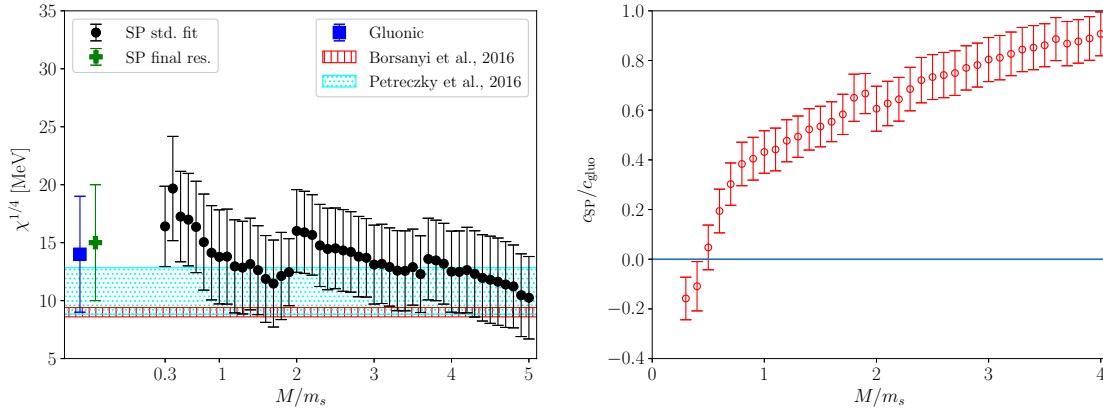 35
30
25
20
15
10
5
χ^{1/4} [MeV]
SP std. fit
SP final res.
Gluonic
Borsanyi et al., 2016
Petreczky et al., 2016
0.3 1 2 3 4 5
M/m_s
1.0
0.8
0.6
0.4
0.2
0.0
−0.2
−0.4
c_SP/c_gluo
0 1 2 3 4
M/m_s